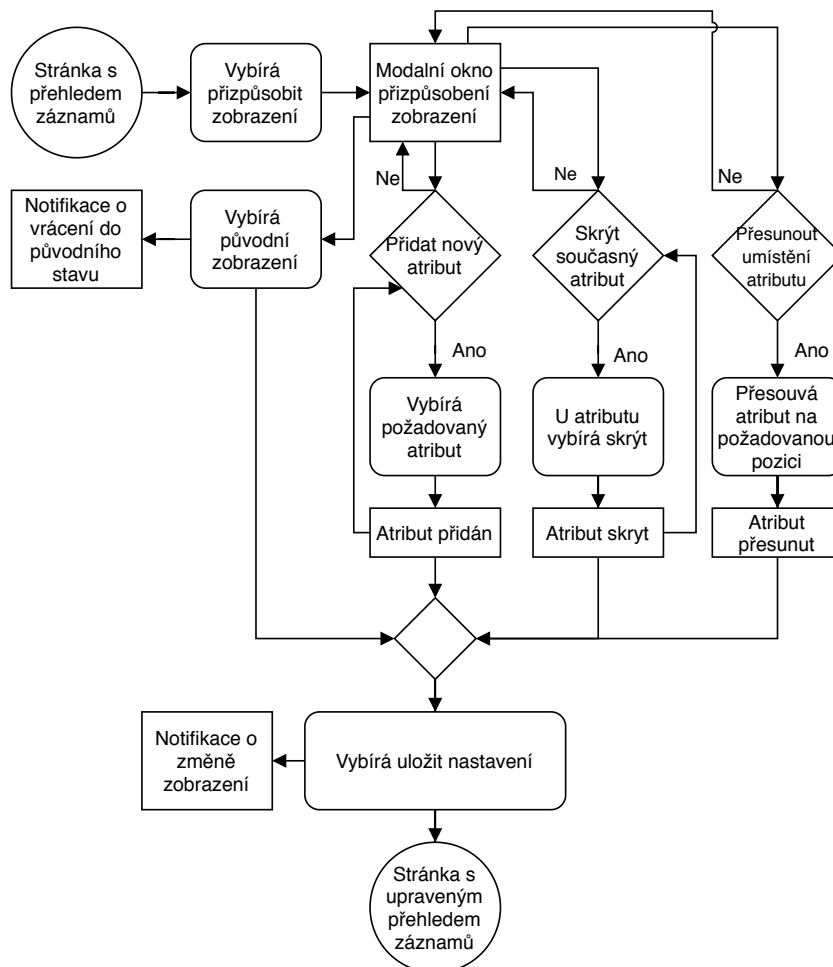 Stránka s
přehledem
záznamů
Vybírá
přizpůsobit
zobrazení
Modalní okno
přizpůsobení
zobrazení
Ne
Ne
Ne
Notifikace o
vrácení do
původního
stavu
Vybírá
původní
zobrazení
Přidat nový
atribut
Skrýt
současný
atribut
Přesunout
umístění
atributu
Ano
Ano
Ano
Vybírá
požadovaný
atribut
U atributu
vybírá skrýt
Přesouvá
atribut na
požadovanou
pozici
Atribut přidán
Atribut skryt
Atribut
přesunut
Notifikace o
změně
zobrazení
Vybírá uložit nastavení
Stránka s
upraveným
přehledem
záznamů